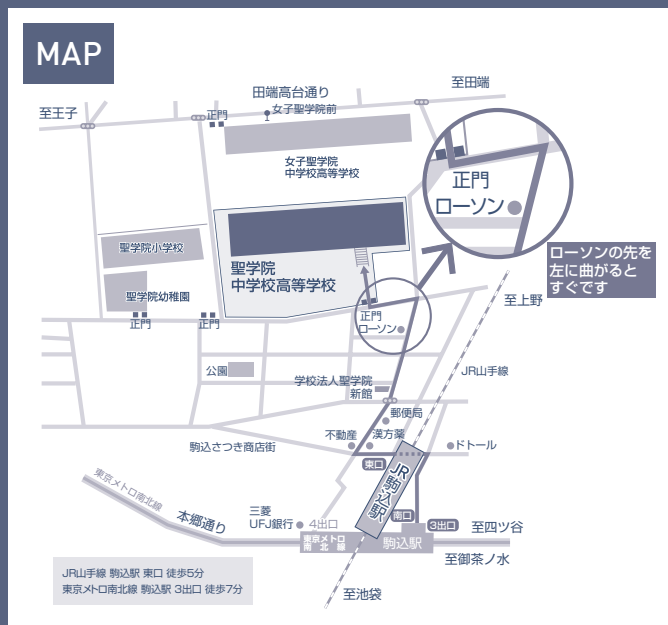 MAP
田端高台通り
至田端
至王子
正門
女子聖学院前
女子聖学院
中学校高等学校
正門
ローソン
聖学院小学校
聖学院
中学校高等学校
ローソンの先を
左に曲がると
すぐです
聖学院幼稚園
至上野
正門
正門
正門
ローソン
公園
JR山手線
学校法人聖学院
新館
郵便局
不動産
漢方薬
駒込さつき商店街
ドトール
東口
JR駒込駅
東京メトロ南北線
本郷通り
三菱
UFJ銀行
4出口
南口
3出口
至四ツ谷
東京メトロ
南北線
駒込駅
至御茶ノ水
JR山手線 駒込駅 東口 徒歩5分
東京メトロ南北線 駒込駅 3出口 徒歩7分
至池袋